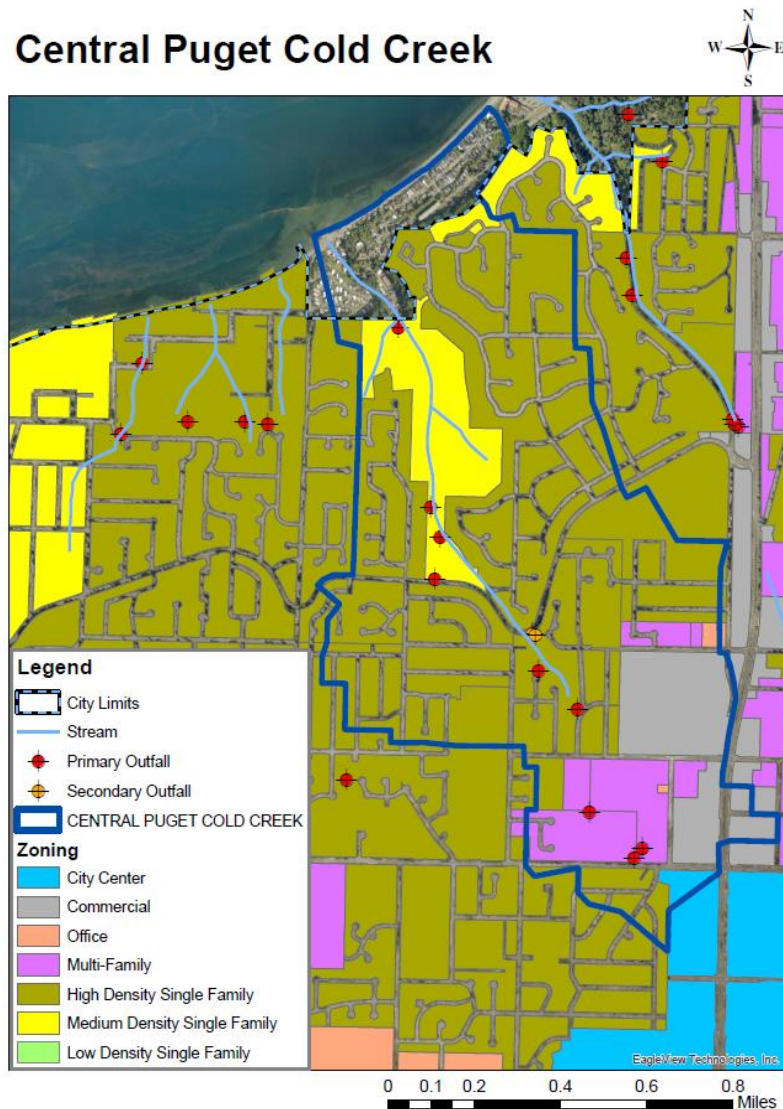 Central Puget Cold Creek
N
W E
S
Legend
City Limits
Stream
Primary Outfall
Secondary Outfall
CENTRAL PUGET COLD CREEK
Zoning
City Center
Commercial
Office
Multi-Family
High Density Single Family
Medium Density Single Family
Low Density Single Family
EagleView Technologies, Inc.
0 0.1 0.2 0.4 0.6 0.8
Miles